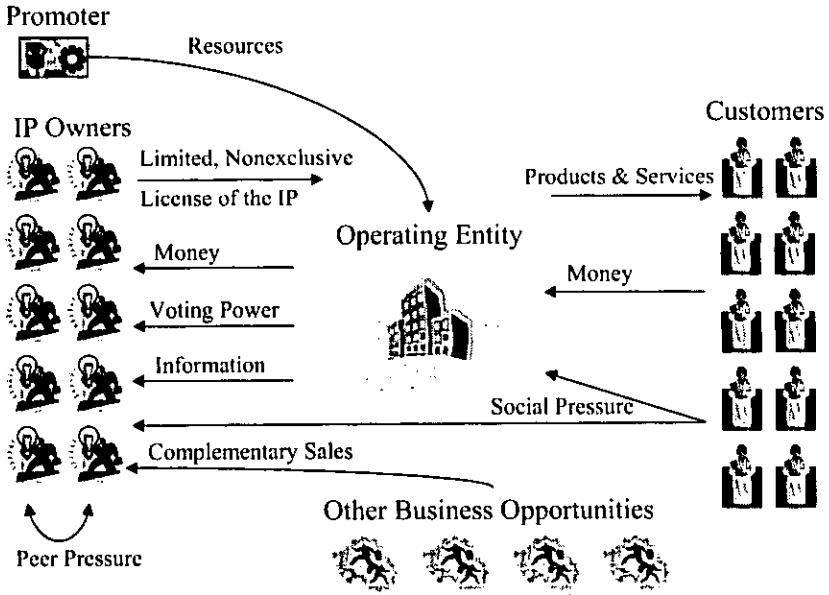 Promoter
Resources
IP Owners
Customers
Limited, Nonexclusive
License of the IP
Products & Services
Operating Entity
Money
Money
Voting Power
Information
Social Pressure
Complementary Sales
Other Business Opportunities
Peer Pressure